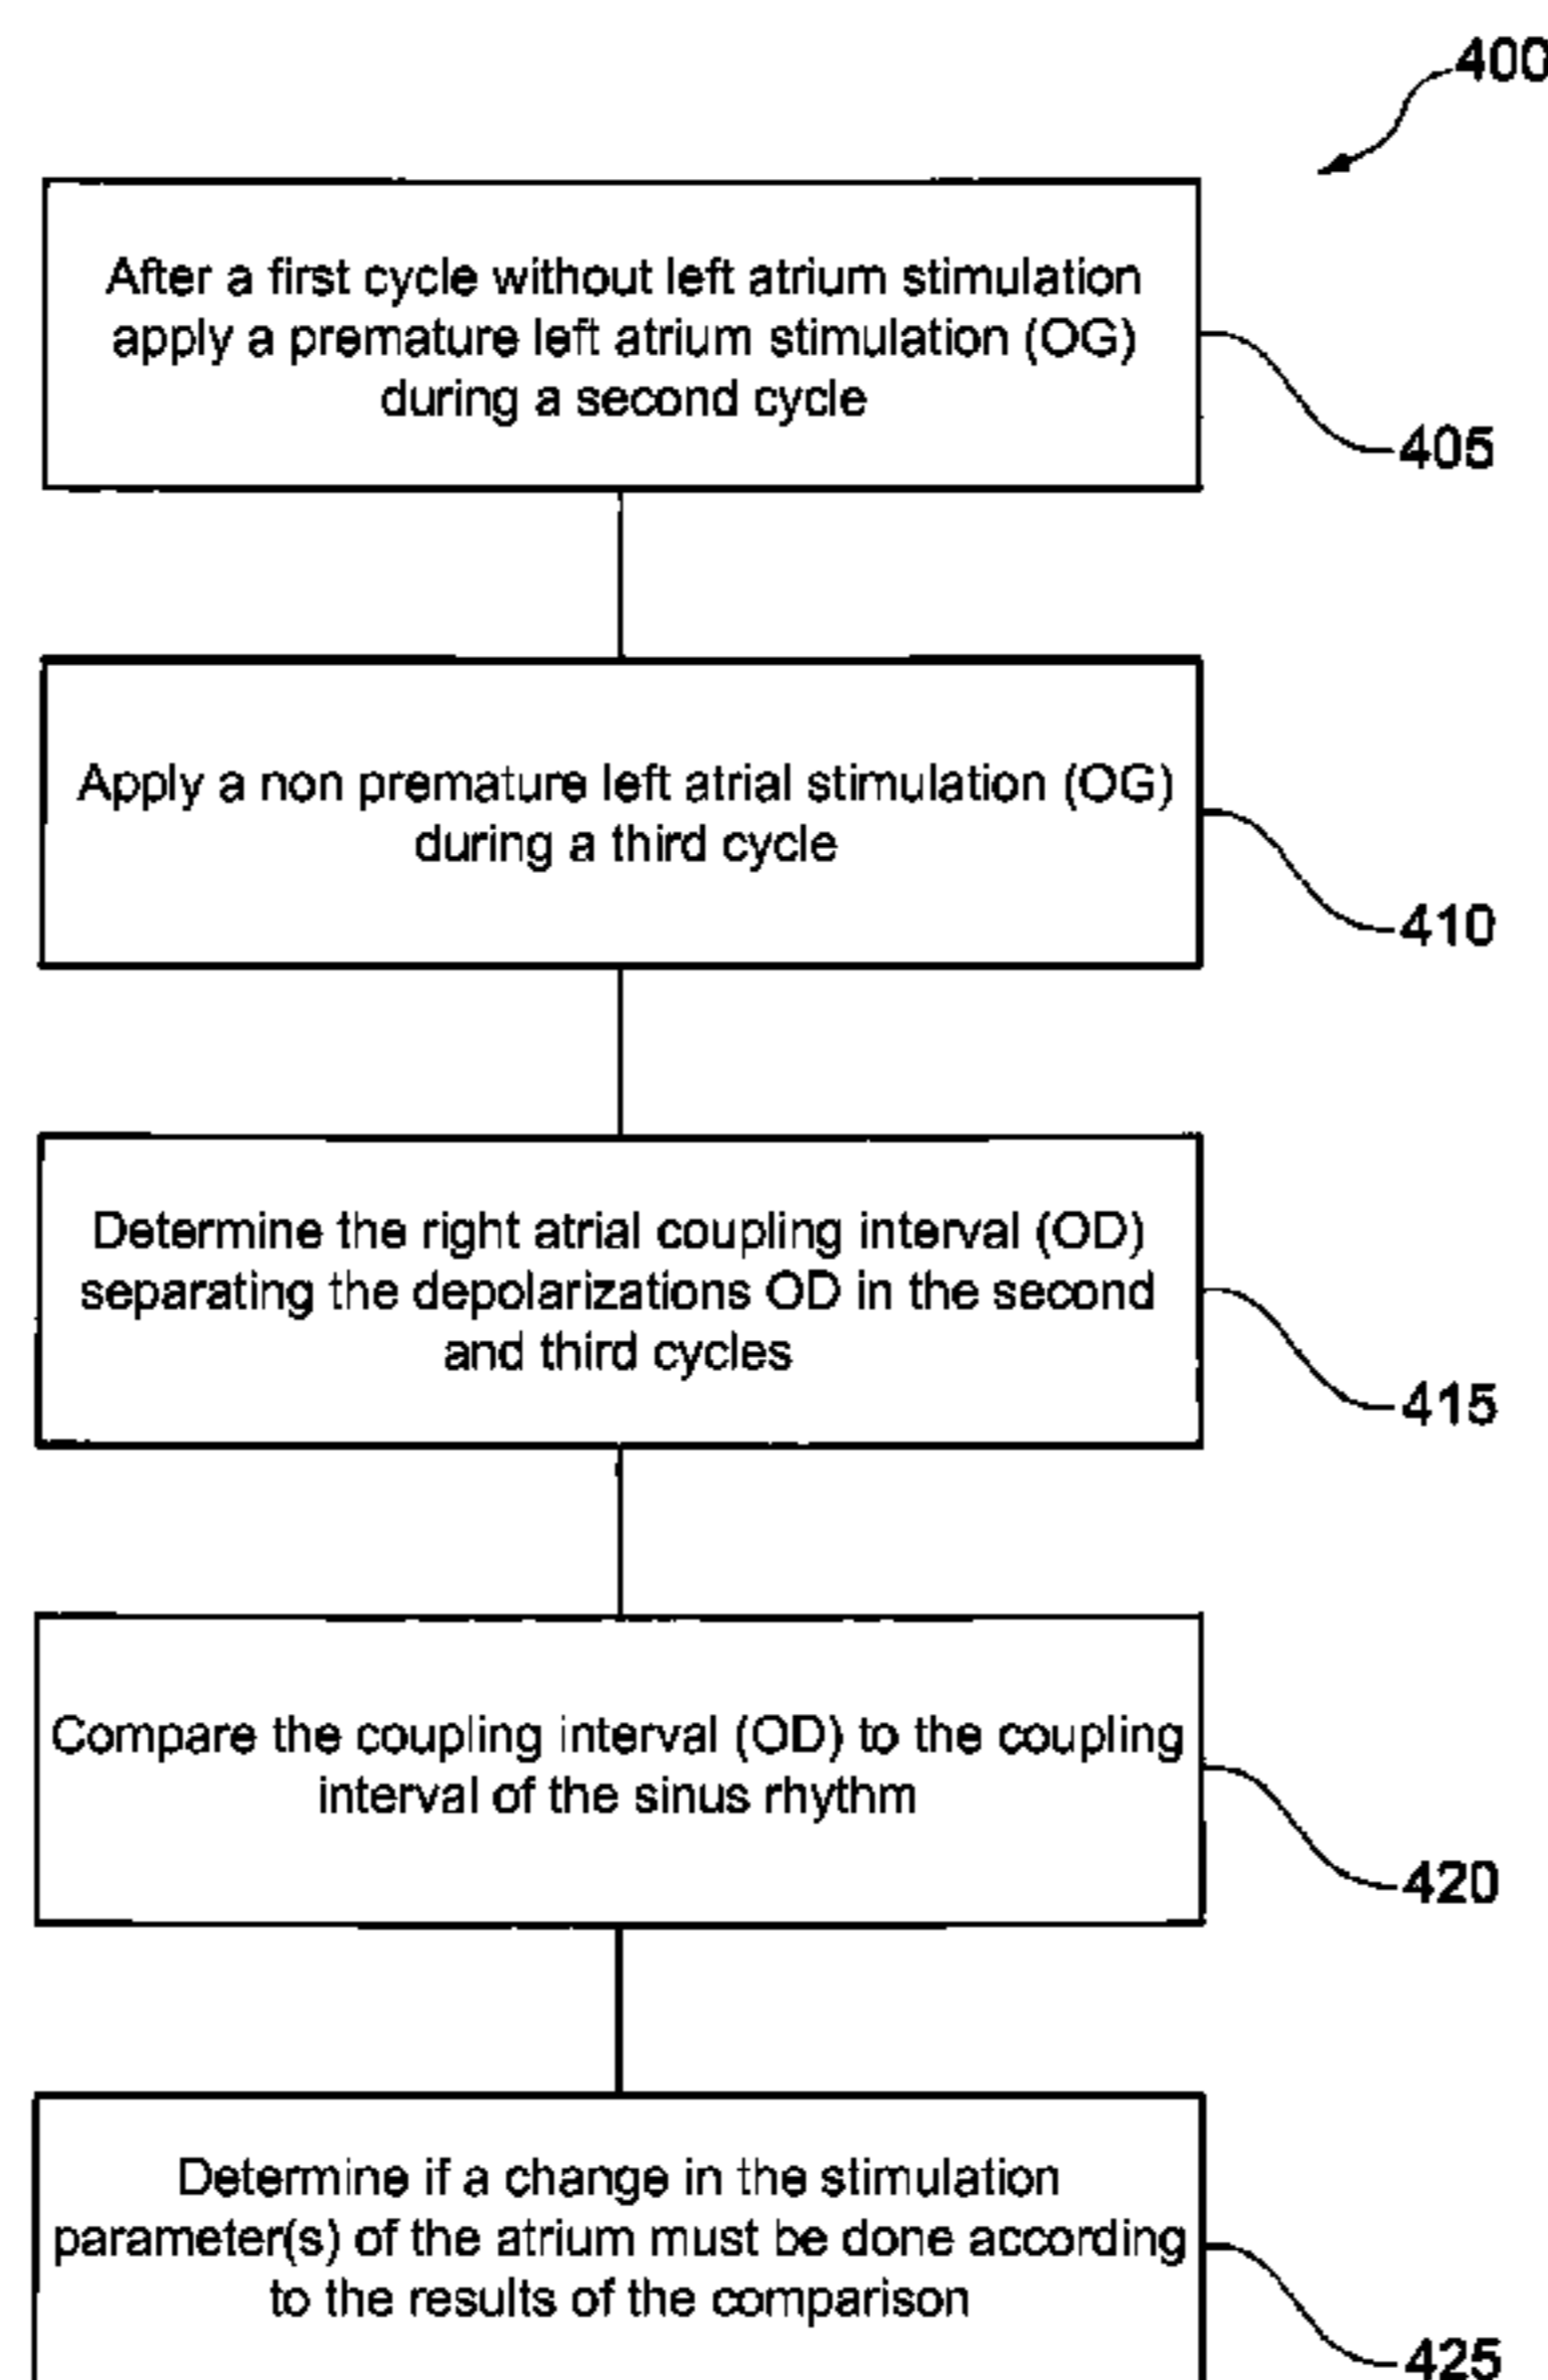 400
After a first cycle without left atrium stimulation
apply a premature left atrium stimulation (OG)
during a second cycle
405
Apply a non premature left atrial stimulation (OG)
during a third cycle
410
Determine the right atrial coupling interval (OD)
separating the depolarizations OD in the second
and third cycles
415
Compare the coupling interval (OD) to the coupling
interval of the sinus rhythm
420
Determine if a change in the stimulation
parameter(s) of the atrium must be done according
to the results of the comparison
425